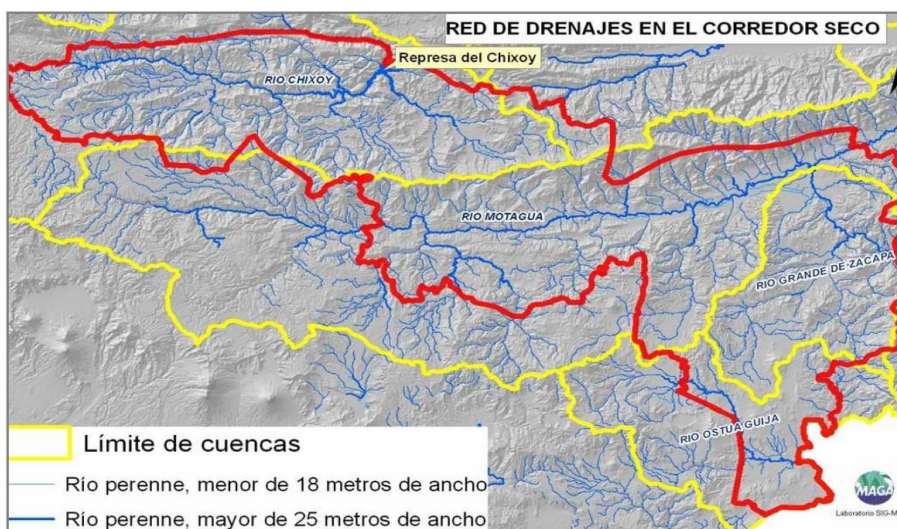 RED DE DRENAJES EN EL CORREDOR SECO
Represa del Chixoy
RIO CHIXOY
RIO MOTAGUA
RIO GRANDE DE ZACAPA
RIO OSTUA GUIJA
Límite de cuencas
Río perenne, menor de 18 metros de ancho
Río perenne, mayor de 25 metros de ancho
MAGA
Laboratorio SIG-M